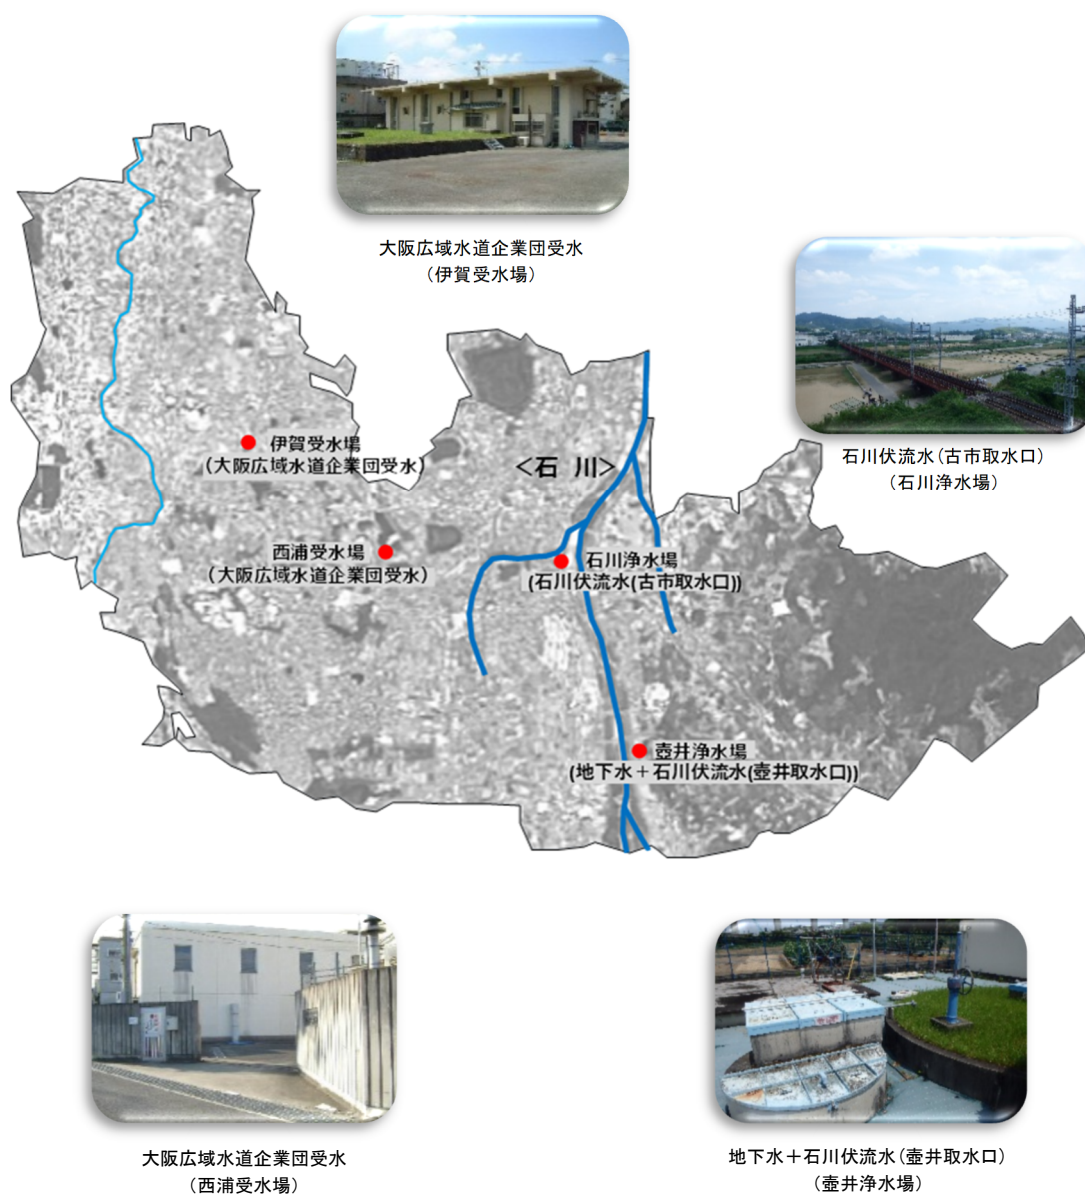 大阪広域水道企業団受水
（伊賀受水場）
石川伏流水（古市取水口）
（石川浄水場）
伊賀受水場
（大阪広域水道企業団受水）
＜石 川＞
西浦受水場
（大阪広域水道企業団受水）
石川浄水場
(石川伏流水(古市取水口))
壺井浄水場
(地下水＋石川伏流水(壺井取水口))
大阪広域水道企業団受水
（西浦受水場）
地下水＋石川伏流水（壺井取水口）
（壺井浄水場）